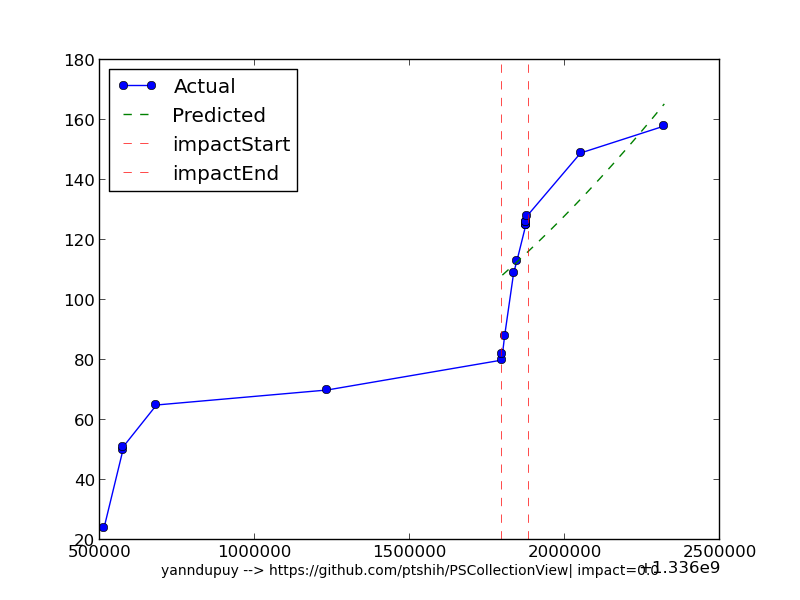 180
160
140
120
100
80
60
40
20
Actual
Predicted
impactStart
impactEnd
500000 1000000 1500000 2000000 2500000
+1.336e9
yanndupuy --> https://github.com/ptshih/PSCollectionView| impact=0.0